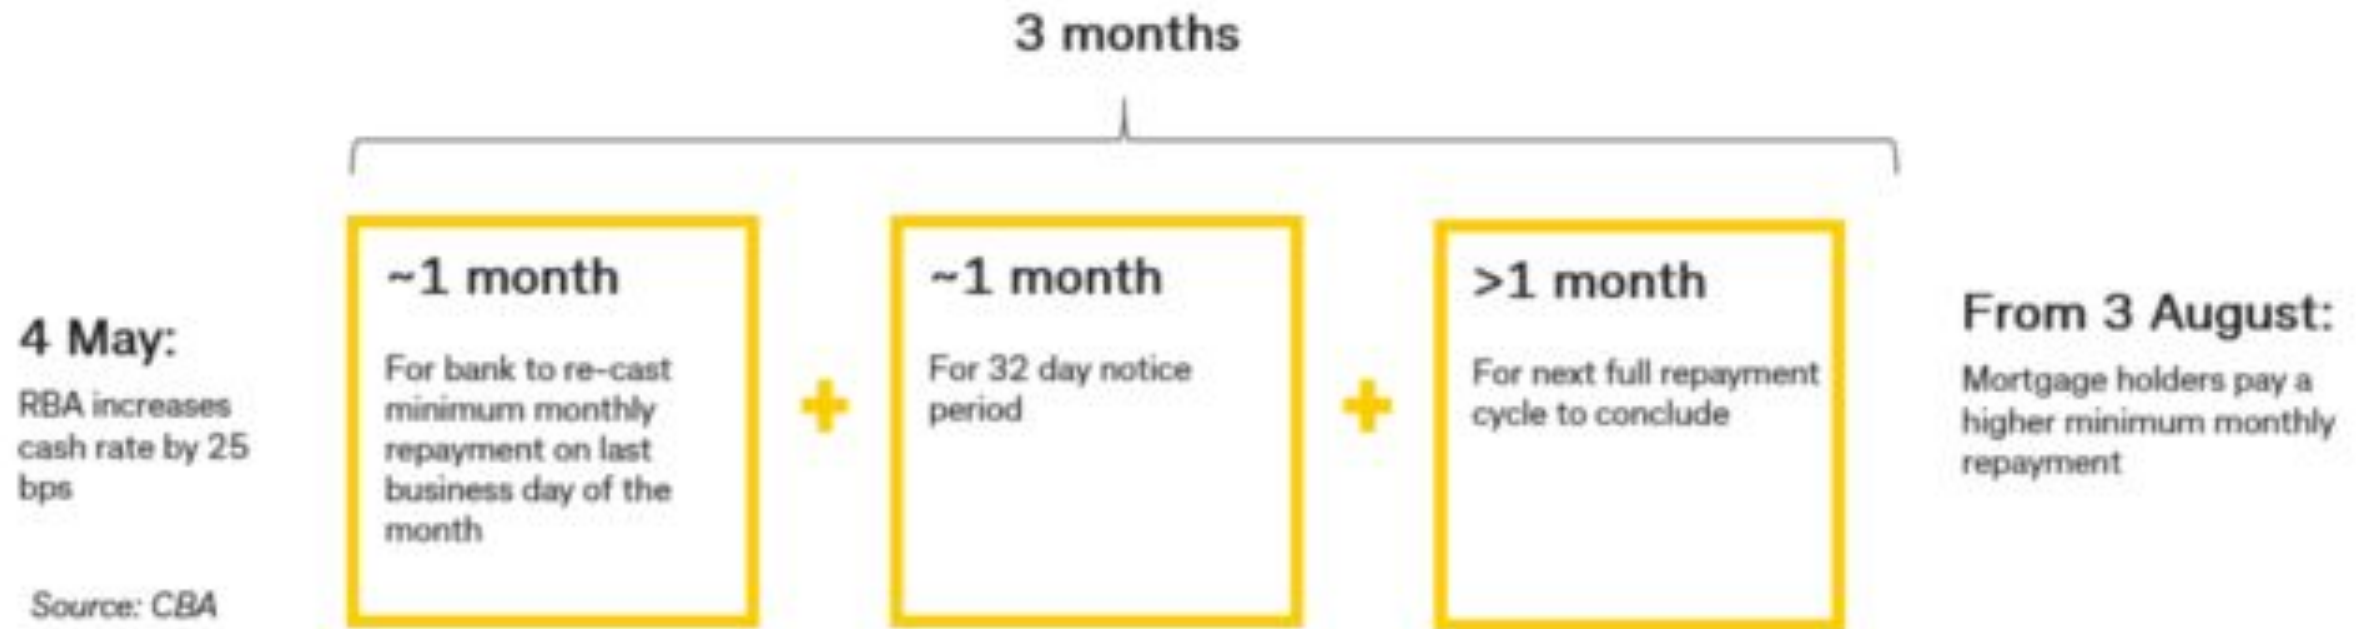 3 months
4 May:
RBA increases
cash rate by 25
bps
~1 month
For bank to re-cast
minimum monthly
repayment on last
business day of the
month
+
~1 month
For 32 day notice
period
+
>1 month
For next full repayment
cycle to conclude
From 3 August:
Mortgage holders pay a
higher minimum monthly
repayment
Source: CBA